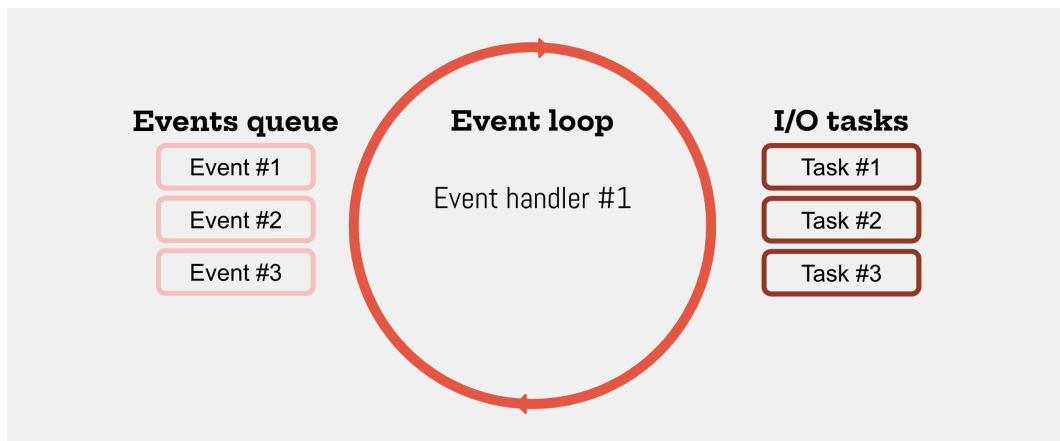 Events queue
Event #1
Event #2
Event #3
Event loop
Event handler #1
I/O tasks
Task #1
Task #2
Task #3